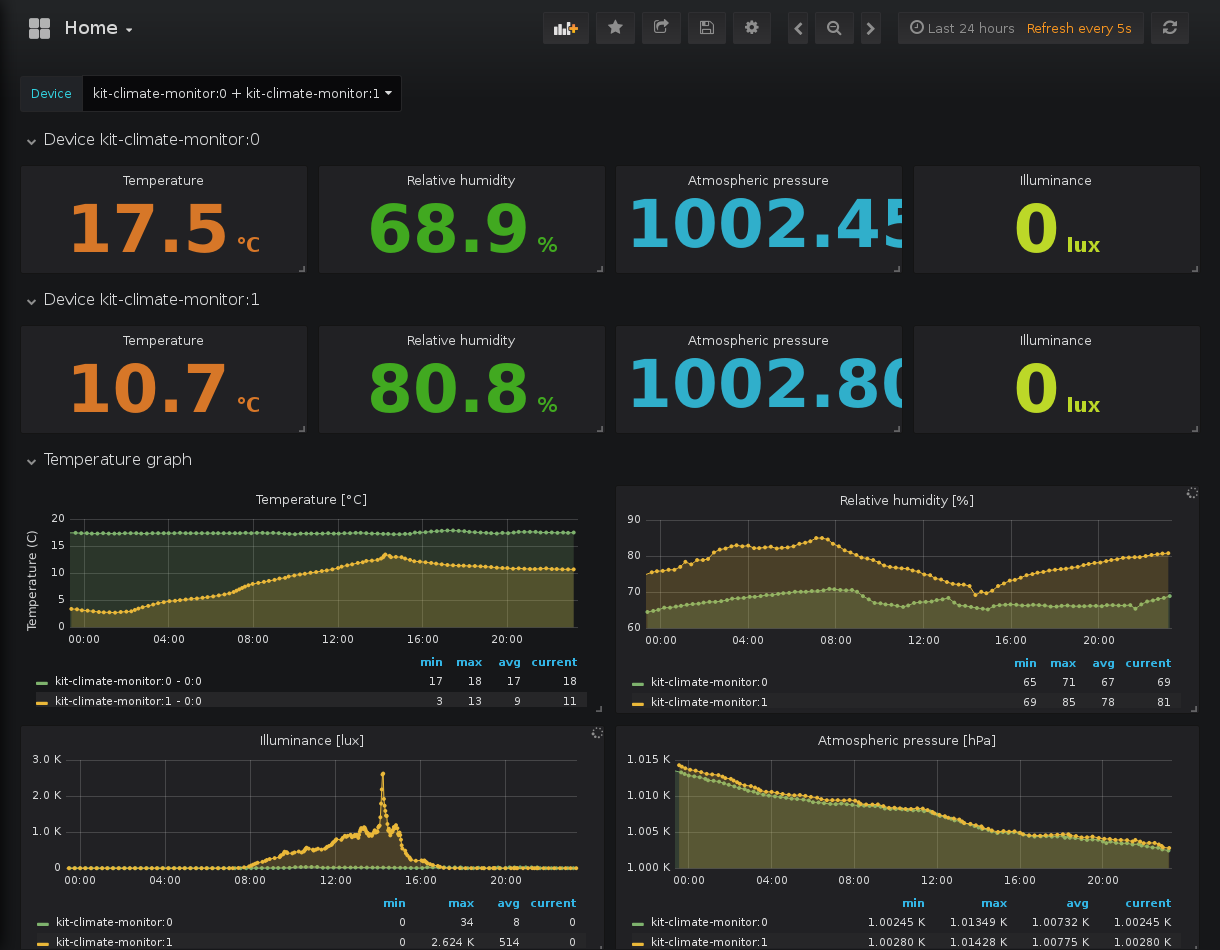 Home
Last 24 hours Refresh every 5s
Device kit-climate-monitor:0 + kit-climate-monitor:1
Device kit-climate-monitor:0
Temperature Relative humidity Atmospheric pressure Illuminance
17.5 °C 68.9 % 1002.45 0 lux
Device kit-climate-monitor:1
Temperature Relative humidity Atmospheric pressure Illuminance
10.7 °C 80.8 % 1002.80 0 lux
Temperature graph
Temperature [°C]
Temperature (C)
20
15
10
5
0
00:00 04:00 08:00 12:00 16:00 20:00
min max avg current
kit-climate-monitor:0 - 0:0 17 18 17 18
kit-climate-monitor:1 - 0:0 3 13 9 11
Relative humidity [%]
90
80
70
60
00:00 04:00 08:00 12:00 16:00 20:00
min max avg current
kit-climate-monitor:0 65 71 67 69
kit-climate-monitor:1 69 85 78 81
Illuminance [lux]
3.0 K
2.0 K
1.0 K
0
00:00 04:00 08:00 12:00 16:00 20:00
min max avg current
kit-climate-monitor:0 0 34 8 0
kit-climate-monitor:1 0 2.624 K 514 0
Atmospheric pressure [hPa]
1.015 K
1.010 K
1.005 K
1.000 K
00:00 04:00 08:00 12:00 16:00 20:00
min max avg current
kit-climate-monitor:0 1.00245 K 1.01349 K 1.00732 K 1.00245 K
kit-climate-monitor:1 1.00280 K 1.01428 K 1.00775 K 1.00280 K